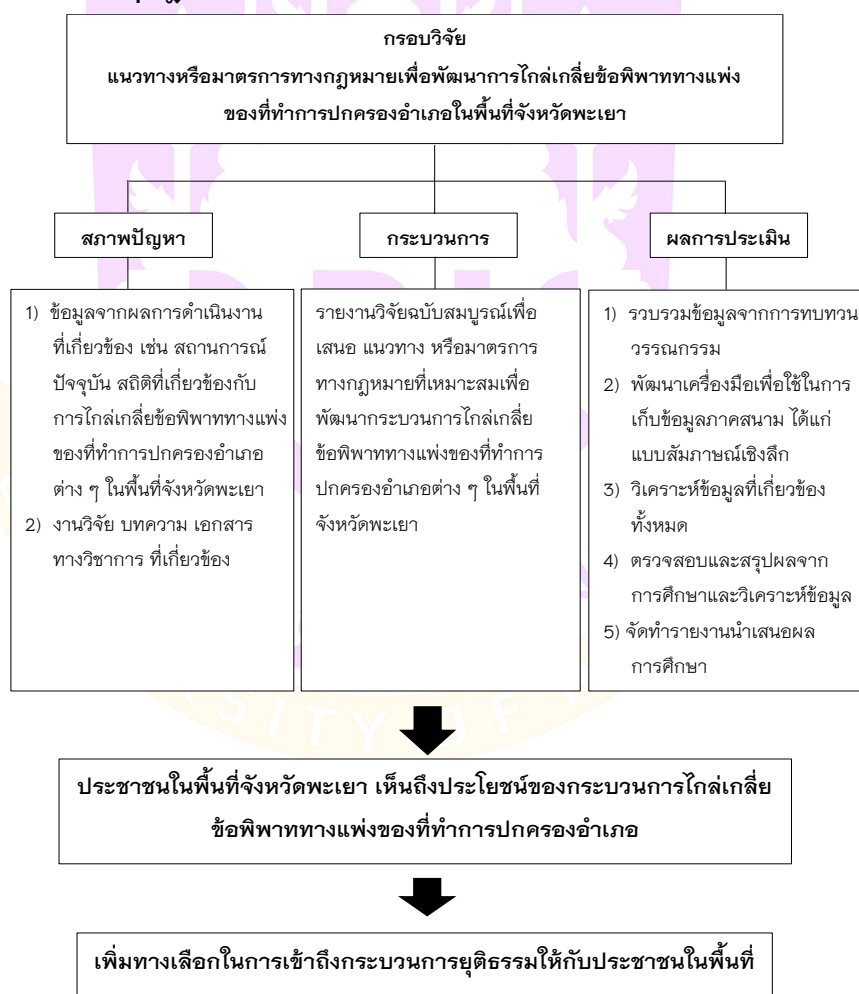 กรอบวิจัย
แนวทางหรือมาตรการทางกฎหมายเพื่อพัฒนาการไกล่เกลี่ยข้อพิพาททางแพ่ง
ของที่ทำการปกครองอำเภอในพื้นที่จังหวัดพะเยา
สภาพปัญหา
1) ข้อมูลจากผลการดำเนินงาน
ที่เกี่ยวข้อง เช่น สถานการณ์
ปัจจุบัน สถิติที่เกี่ยวข้องกับ
การไกล่เกลี่ยข้อพิพาททางแพ่ง
ของที่ทำการปกครองอำเภอ
ต่าง ๆ ในพื้นที่จังหวัดพะเยา
2) งานวิจัย บทความ เอกสาร
ทางวิชาการ ที่เกี่ยวข้อง
กระบวนการ
รายงานวิจัยฉบับสมบูรณ์เพื่อ
เสนอ แนวทาง หรือมาตรการ
ทางกฎหมายที่เหมาะสมเพื่อ
พัฒนากระบวนการไกล่เกลี่ย
ข้อพิพาททางแพ่งของที่ทำการ
ปกครองอำเภอต่าง ๆ ในพื้นที่
จังหวัดพะเยา
ผลการประเมิน
1) รวบรวมข้อมูลจากการทบทวน
วรรณกรรม
2) พัฒนาเครื่องมือเพื่อใช้ในการ
เก็บข้อมูลภาคสนาม ได้แก่
แบบสัมภาษณ์เชิงลึก
3) วิเคราะห์ข้อมูลที่เกี่ยวข้อง
ทั้งหมด
4) ตรวจสอบและสรุปผลจาก
การศึกษาและวิเคราะห์ข้อมูล
5) จัดทำรายงานนำเสนอผล
การศึกษา
ประชาชนในพื้นที่จังหวัดพะเยา เห็นถึงประโยชน์ของกระบวนการไกล่เกลี่ย
ข้อพิพาททางแพ่งของที่ทำการปกครองอำเภอ
เพิ่มทางเลือกในการเข้าถึงกระบวนการยุติธรรมให้กับประชาชนในพื้นที่